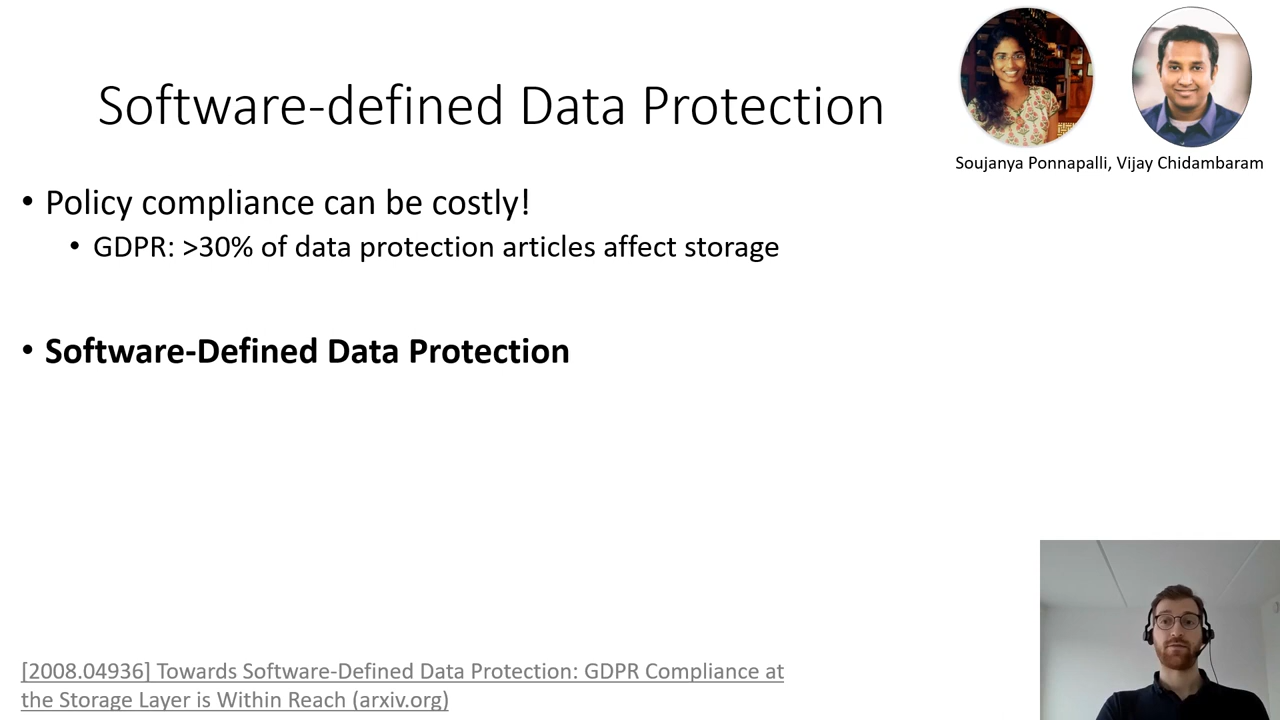 Software-defined Data Protection
Soujanya Ponnapalli, Vijay Chidambaram
• Policy compliance can be costly!
• GDPR: >30% of data protection articles affect storage
• Software-Defined Data Protection
[2008.04936] Towards Software-Defined Data Protection: GDPR Compliance at
the Storage Layer is Within Reach (arxiv.org)